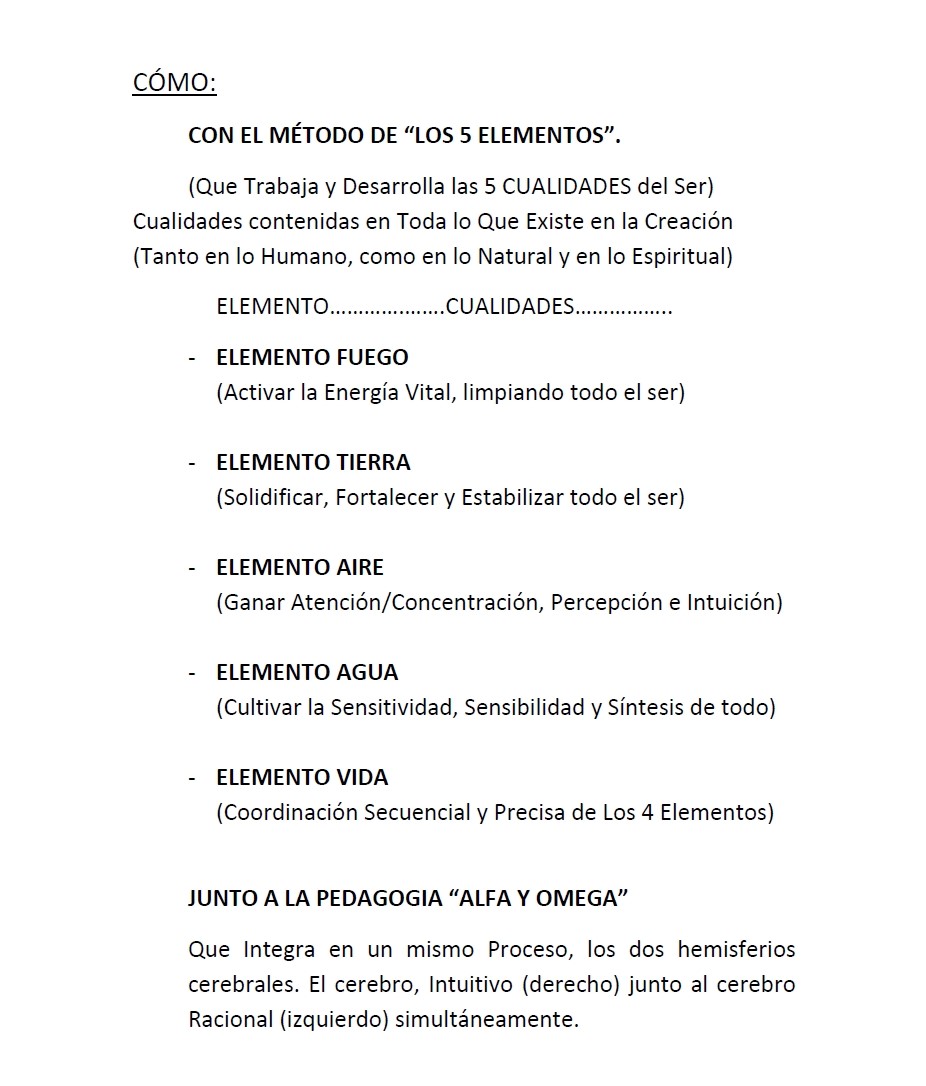 CÓMO:
CON EL MÉTODO DE “LOS 5 ELEMENTOS”.
(Que Trabaja y Desarrolla las 5 CUALIDADES del Ser)
Cualidades contenidas en Toda lo Que Existe en la Creación
(Tanto en lo Humano, como en lo Natural y en lo Espiritual)
ELEMENTO………………….CUALIDADES……………..
- ELEMENTO FUEGO
(Activar la Energía Vital, limpiando todo el ser)
- ELEMENTO TIERRA
(Solidificar, Fortalecer y Estabilizar todo el ser)
- ELEMENTO AIRE
(Ganar Atención/Concentración, Percepción e Intuición)
- ELEMENTO AGUA
(Cultivar la Sensitividad, Sensibilidad y Síntesis de todo)
- ELEMENTO VIDA
(Coordinación Secuencial y Precisa de Los 4 Elementos)
JUNTO A LA PEDAGOGIA “ALFA Y OMEGA”
Que Integra en un mismo Proceso, los dos hemisferios
cerebrales. El cerebro, Intuitivo (derecho) junto al cerebro
Racional (izquierdo) simultáneamente.